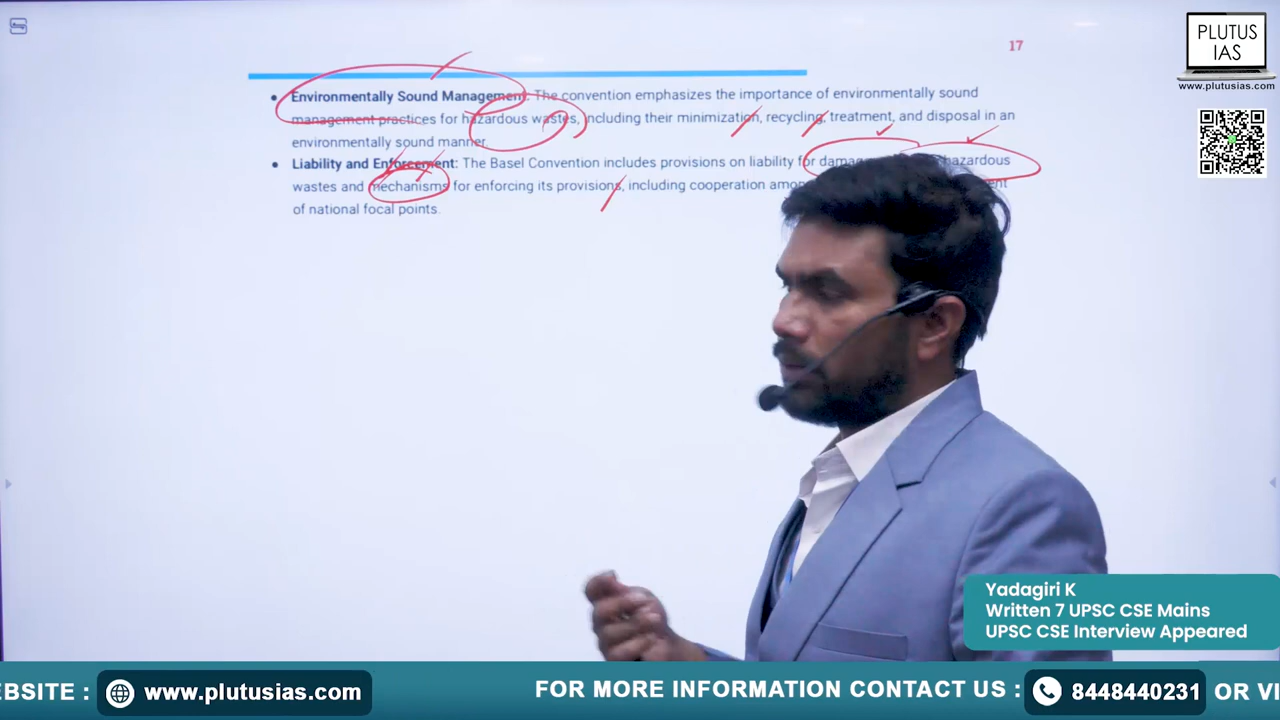 17
PLUTUS
IAS
www.plutusias.com
Environmentally Sound Management: The convention emphasizes the importance of environmentally sound
management practices for hazardous wastes, including their minimization, recycling, treatment, and disposal in an
environmentally sound manner.
Liability and Enforcement: The Basel Convention includes provisions on liability for hazardous
wastes and mechanisms for enforcing its provisions, including cooperation
of national focal points.
Yadagiri K
Written 7 UPSC CSE Mains
UPSC CSE Interview Appeared
: www.plutusias.com FOR MORE INFORMATION CONTACT US : 8448440231 OR